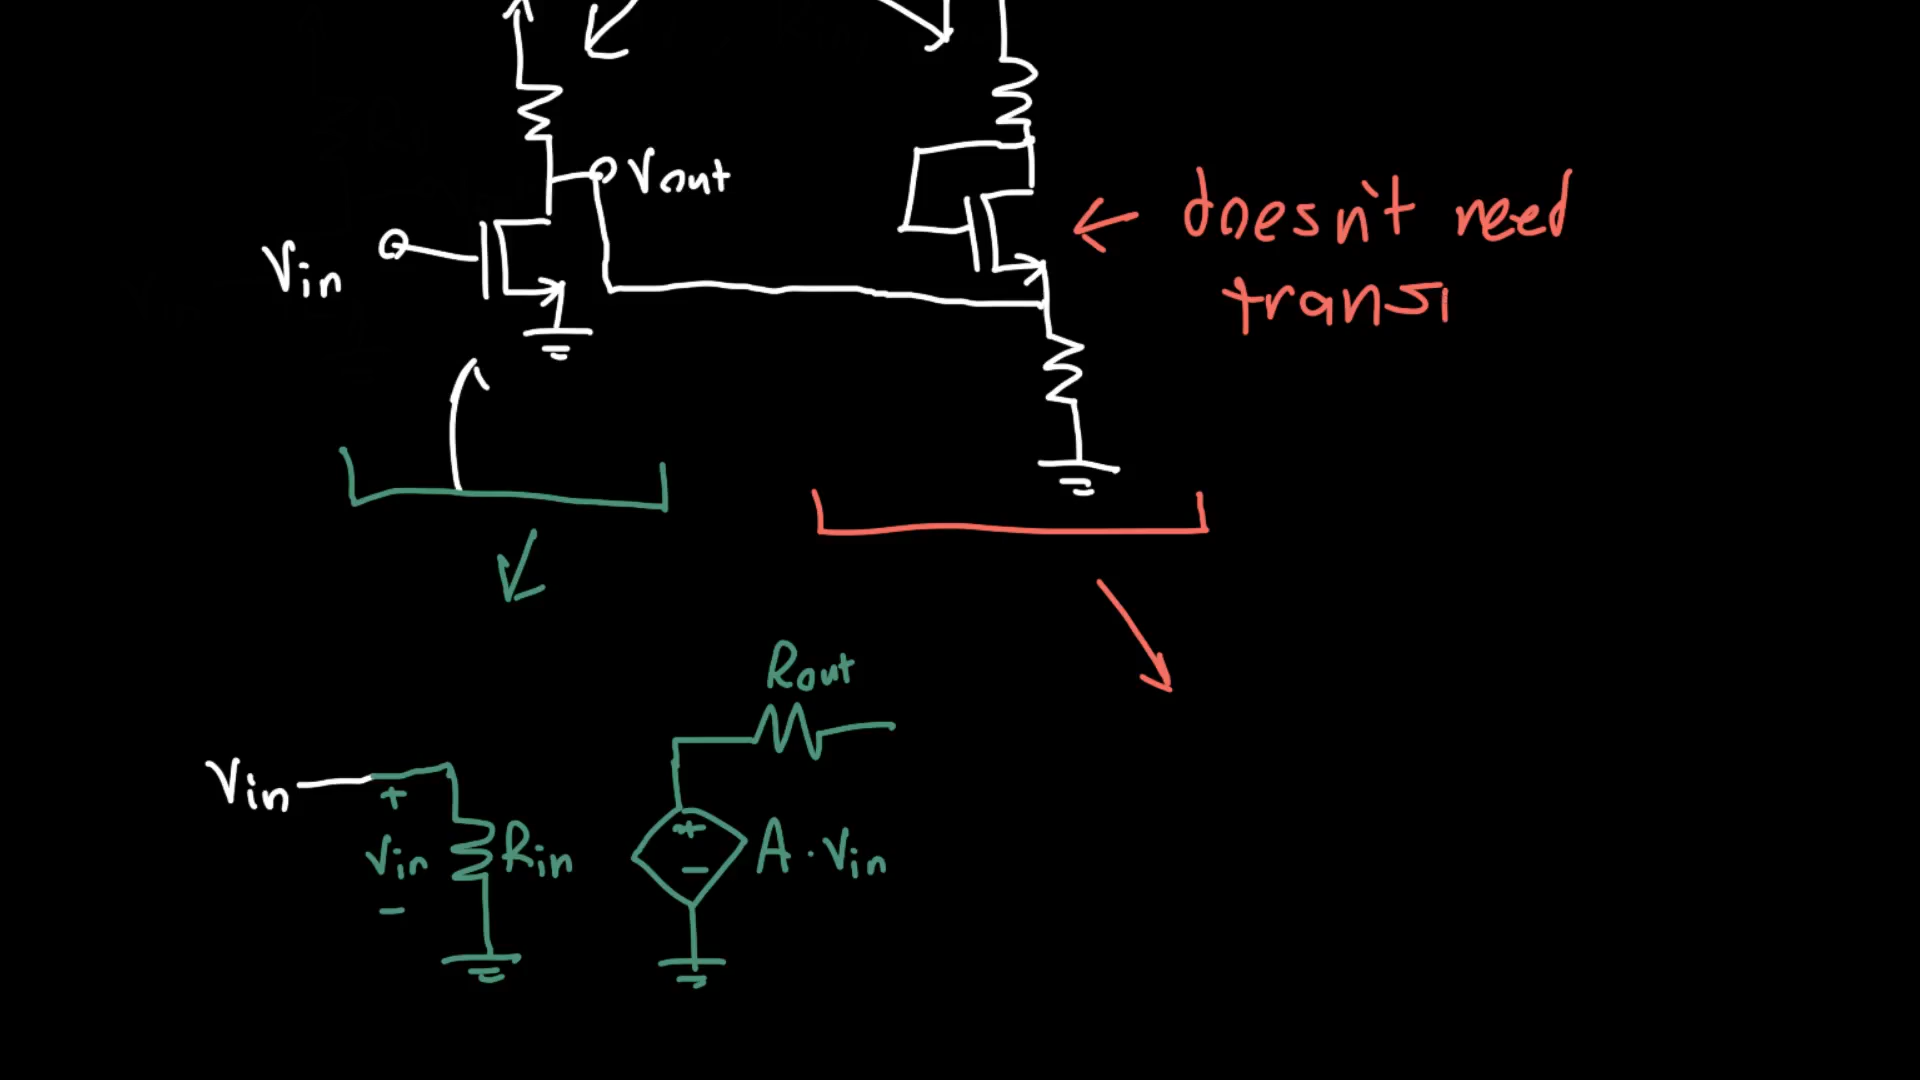 Vout
Vin
doesn't need
transi
Rout
Vin
+
Vin
-
Rin
+
-
A · Vin